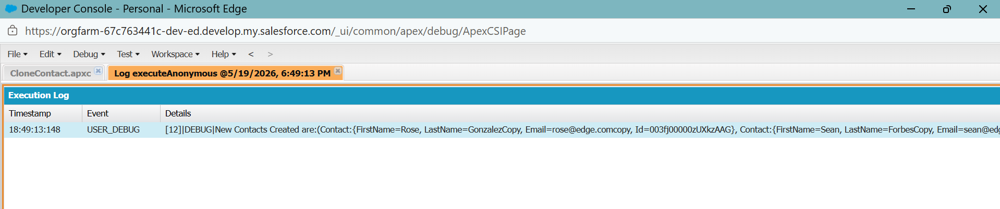 Developer Console - Personal - Microsoft Edge
https://orgfarm-67c763441c-dev-ed.develop.my.salesforce.com/_ui/common/apex/debug/ApexCSIPage
File Edit Debug Test Workspace Help < >
CloneContact.apxc Log executeAnonymous @5/19/2026, 6:49:13 PM
Execution Log
Timestamp Event Details
18:49:13:148 USER_DEBUG [12]|DEBUG|New Contacts Created are:(Contact:{FirstName=Rose, LastName=GonzalezCopy, Email=rose@edge.comcopy, Id=003fj00000zUXkzAAG}, Contact:{FirstName=Sean, LastName=ForbesCopy, Email=sean@edg